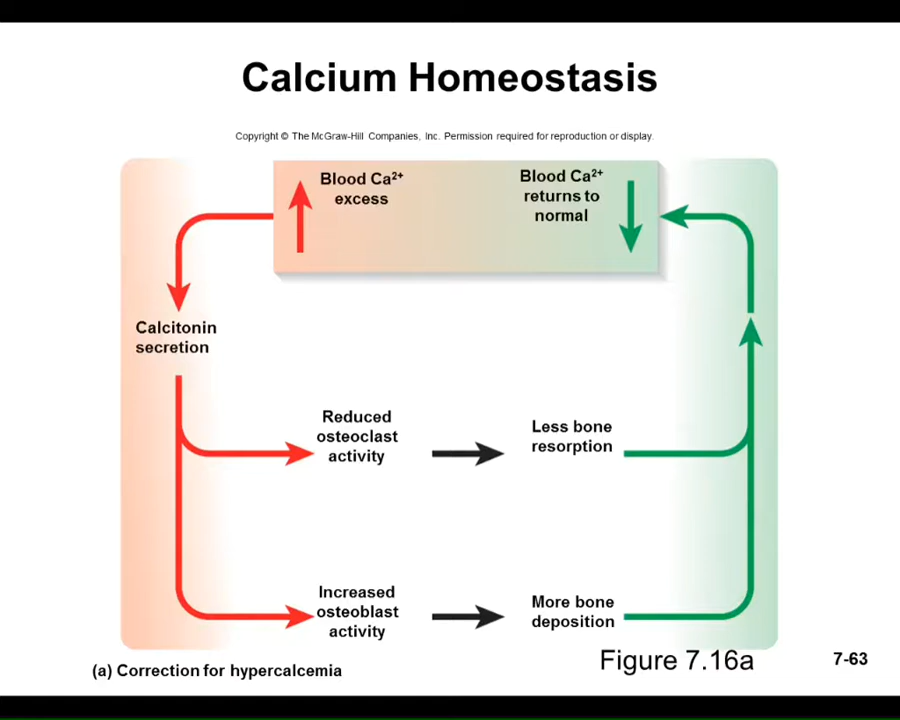 Calcium Homeostasis
Copyright © The McGraw-Hill Companies, Inc. Permission required for reproduction or display.
Blood Ca²⁺
excess
Blood Ca²⁺
returns to
normal
Calcitonin
secretion
Reduced
osteoclast
activity
Less bone
resorption
Increased
osteoblast
activity
More bone
deposition
(a) Correction for hypercalcemia
Figure 7.16a
7-63